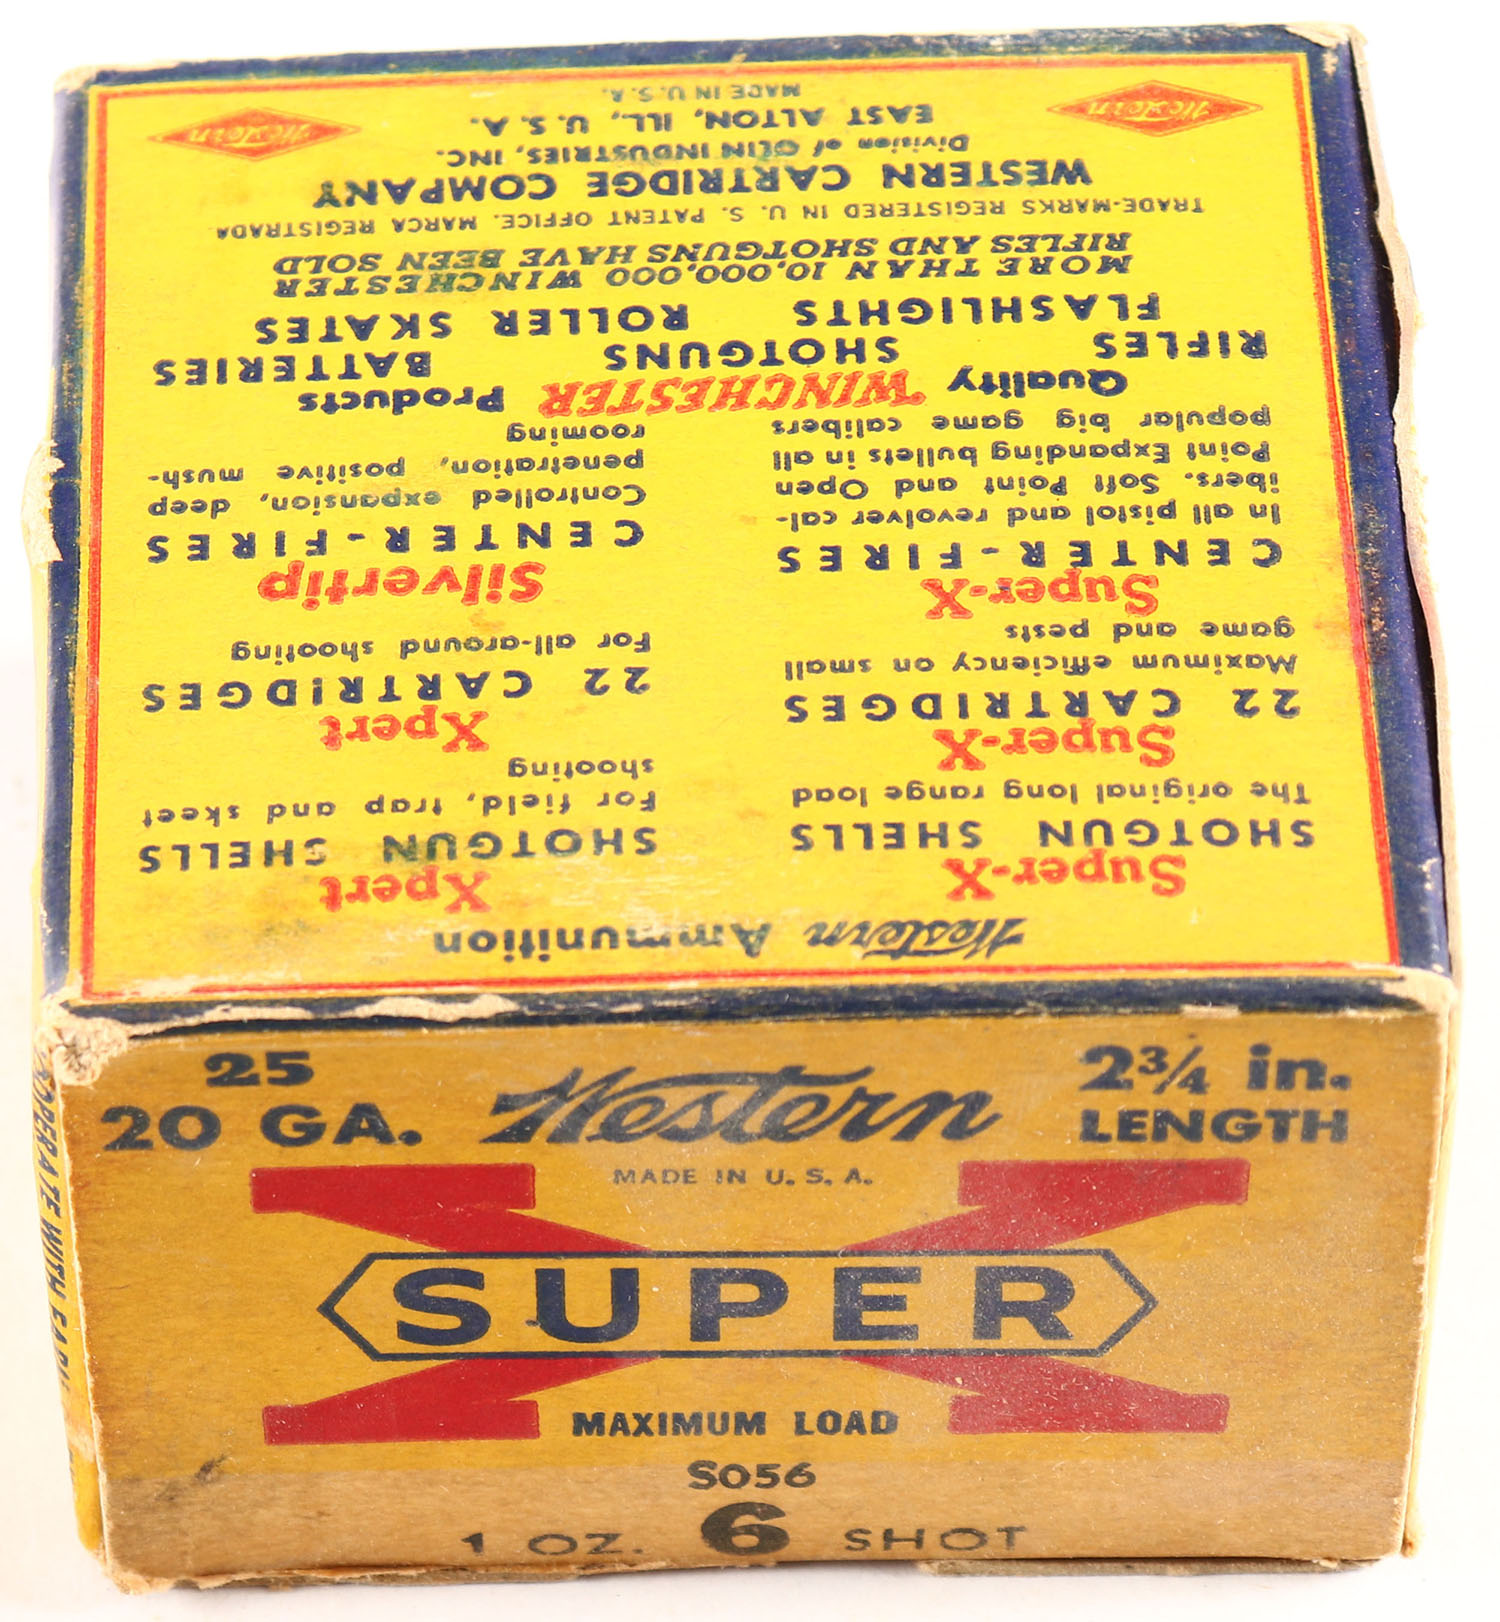 Western Ammunition
Super-X
SHOTGUN SHELLS
The original long range load
Super-X
22 CARTRIDGES
Maximum efficiency on small
game and pests
Super-X
CENTER-FIRES
In all pistol and revolver cal-
ibers. Soft Point and Open
Point Expanding bullets in all
popular big game calibers
Xpert
SHOTGUN SHELLS
For field, trap and skeet
shooting
Xpert
22 CARTRIDGES
For all-around shooting
Silvertip
CENTER-FIRES
Controlled expansion, deep
penetration, positive mush-
rooming
Quality WINCHESTER Products
RIFLES SHOTGUNS BATTERIES
FLASHLIGHTS ROLLER SKATES
MORE THAN 10,000,000 WINCHESTER
RIFLES AND SHOTGUNS HAVE BEEN SOLD
TRADE-MARKS REGISTERED IN U. S. PATENT OFFICE. MARCA REGISTRADA
WESTERN CARTRIDGE COMPANY
Division of OLIN INDUSTRIES, INC.
EAST ALTON, ILL., U. S. A.
MADE IN U.S.A.
Western
Western
25
20 GA.
Western
2¾ in.
LENGTH
MADE IN U. S. A.
SUPER X
MAXIMUM LOAD
S056
1 OZ. 6 SHOT
OPERATE WITH